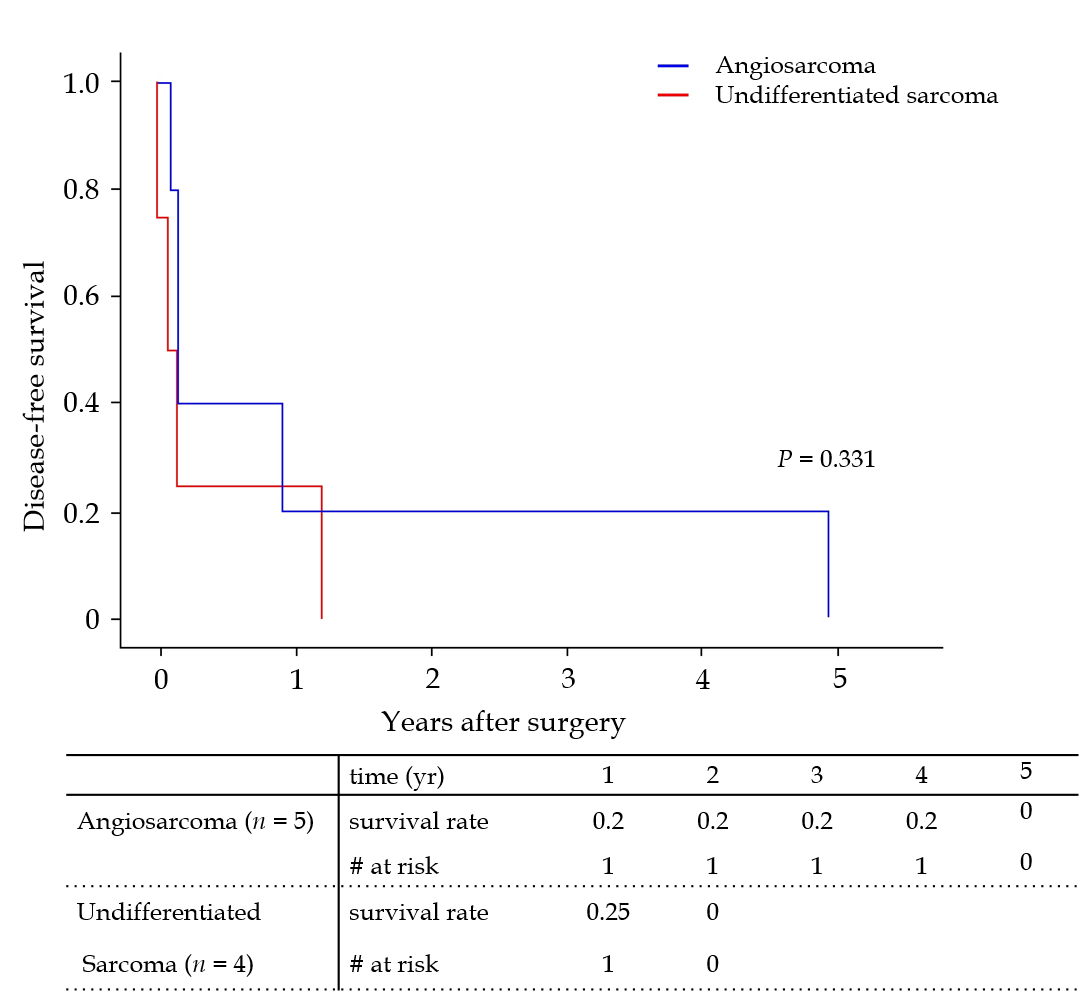 Angiosarcoma
Undifferentiated sarcoma
1.0
0.8
0.6
0.4
0.2
0
Disease-free survival
P = 0.331
0 1 2 3 4 5
Years after surgery
time (yr) 1 2 3 4 5
Angiosarcoma (n = 5) survival rate 0.2 0.2 0.2 0.2 0
# at risk 1 1 1 1 0
Undifferentiated survival rate 0.25 0
Sarcoma (n = 4) # at risk 1 0